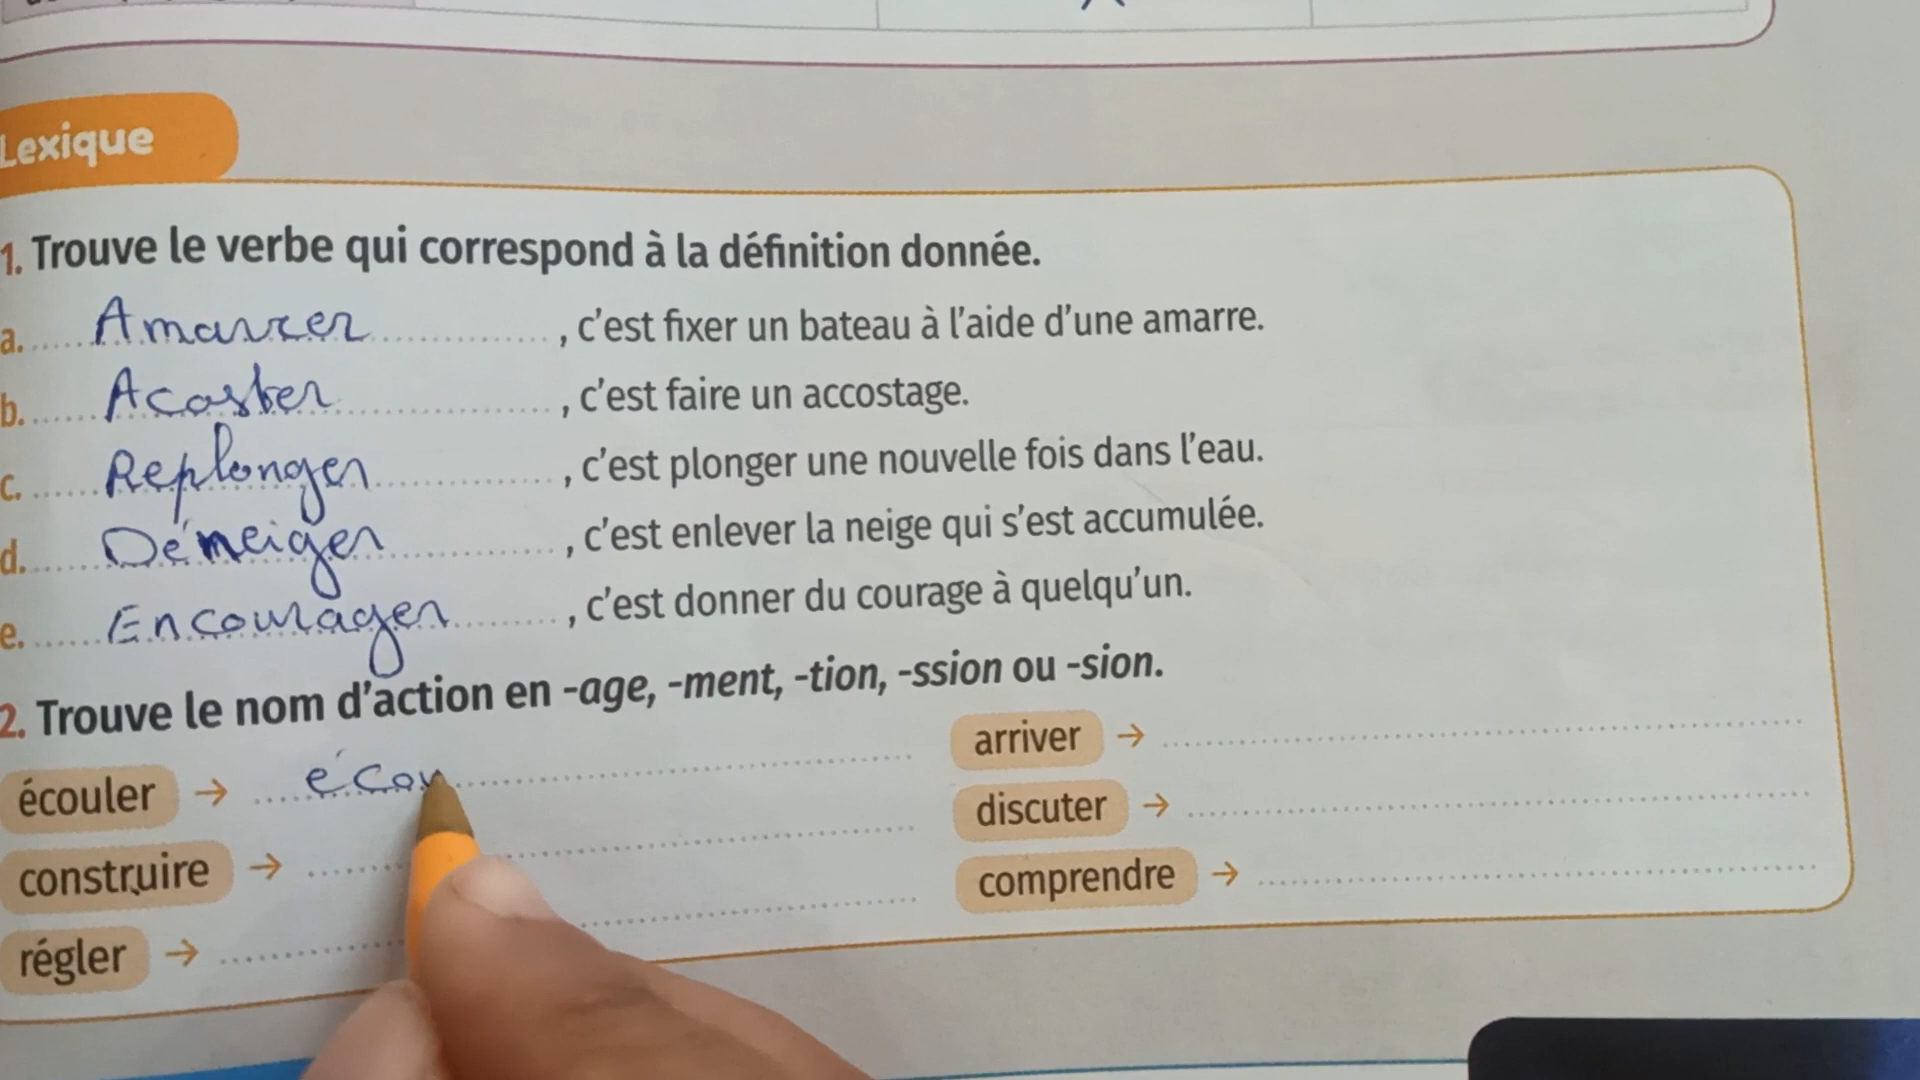 Lexique
1. Trouve le verbe qui correspond à la définition donnée.
a. Amarrer , c'est fixer un bateau à l'aide d'une amarre.
b. Acoster , c'est faire un accostage.
c. Replonger , c'est plonger une nouvelle fois dans l'eau.
d. Déneiger , c'est enlever la neige qui s'est accumulée.
e. Encourager , c'est donner du courage à quelqu'un.
2. Trouve le nom d'action en -age, -ment, -tion, -ssion ou -sion.
écouler → écou
construire →
régler →
arriver →
discuter →
comprendre →